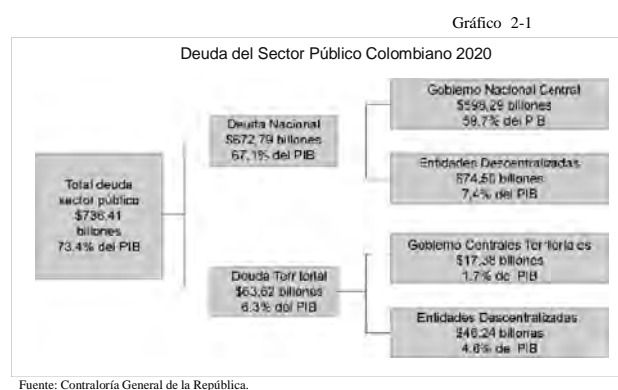 Gráfico 2-1
Deuda del Sector Público Colombiano 2020
Total deuda
sector público
$736,41
billones
73.4% del PIB
Deuda Nacional
$672,79 billones
67,1% del PIB
Gobierno Nacional Central
$598,29 billones
59,7% del PIB
Entidades Descentralizadas
$74,50 billones
7,4% del PIB
Deuda Territorial
$63,62 billones
6.3% del PIB
Gobierno Centrales Territoriales
$17,38 billones
1.7% de PIB
Entidades Descentralizadas
$46,24 billones
4.6% de PIB
Fuente: Contraloría General de la República.